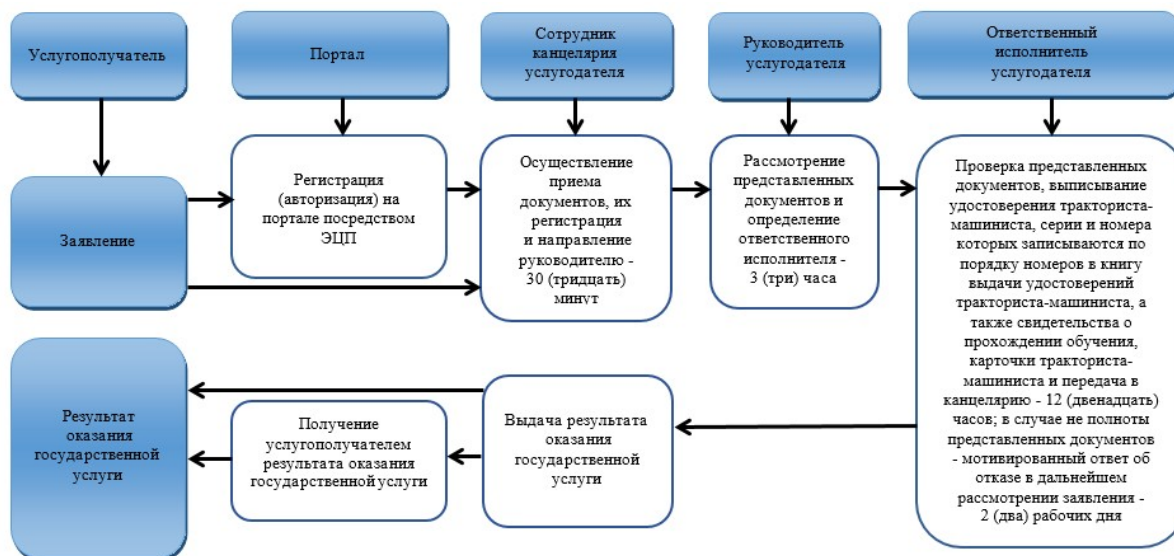 Услугополучатель
Портал
Сотрудник
канцелярия
услугодателя
Руководитель
услугодателя
Ответственный
исполнитель
услугодателя
Заявление
Регистрация
(авторизация) на
портале посредством
ЭЦП
Осуществление
приема
документов, их
регистрация
и направление
руководителю -
30 (тридцать)
минут
Рассмотрение
представленных
документов и
определение
ответственного
исполнителя -
3 (три) часа
Проверка представленных
документов, выписывание
удостоверения тракториста-
машиниста, серии и номера
которых записываются по
порядку номеров в книгу
выдачи удостоверений
тракториста-машиниста, а
также свидетельства о
прохождении обучения,
карточки тракториста-
машиниста и передача в
канцелярию - 12 (двенадцать)
часов; в случае не полноты
представленных документов
- мотивированный ответ об
отказе в дальнейшем
рассмотрении заявления -
2 (два) рабочих дня
Результат
оказания
государственной
услуги
Получение
услугополучателем
результата оказания
государственной услуги
Выдача результата
оказания
государственной
услуги